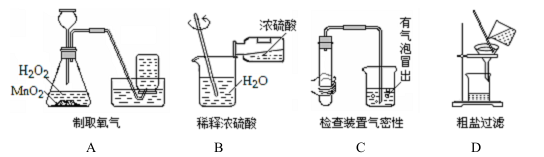 H₂O₂
MnO₂
制取氧气
A
浓硫酸
H₂O
稀释浓硫酸
B
有气泡冒出
检查装置气密性
C
粗盐过滤
D